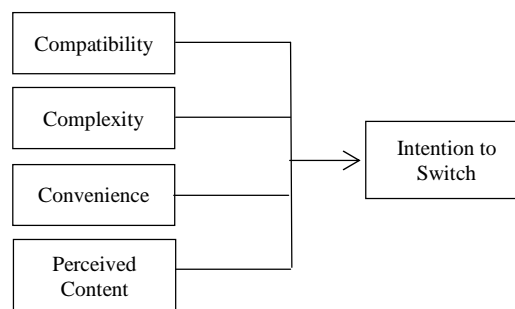 Compatibility
Complexity
Convenience
Perceived
Content
Intention to
Switch